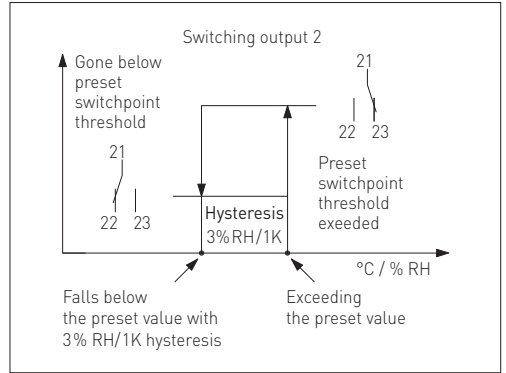 Switching output 2
Gone below
preset
switchpoint
threshold
21
22 23
21
22 23
Preset
switchpoint
threshold
exeeded
Hysteresis
3% RH/1K
°C / % RH
Falls below
the preset value with
3% RH/1K hysteresis
Exceeding
the preset value